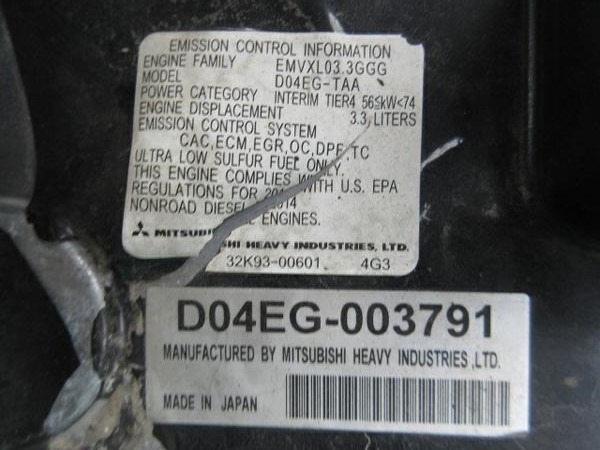 EMISSION CONTROL INFORMATION
ENGINE FAMILY EMVXL03.3GGG
MODEL D04EG-TAA
POWER CATEGORY INTERIM TIER4 56≤kW<74
ENGINE DISPLACEMENT 3.3 LITERS
EMISSION CONTROL SYSTEM
CAC,ECM,EGR,OC,DPF,TC
ULTRA LOW SULFUR FUEL ONLY.
THIS ENGINE COMPLIES WITH U.S. EPA
REGULATIONS FOR 2014
NONROAD DIESEL ENGINES.
MITSUBISHI HEAVY INDUSTRIES, LTD.
32K93-00601 4G3
D04EG-003791
MANUFACTURED BY MITSUBISHI HEAVY INDUSTRIES,LTD.
MADE IN JAPAN